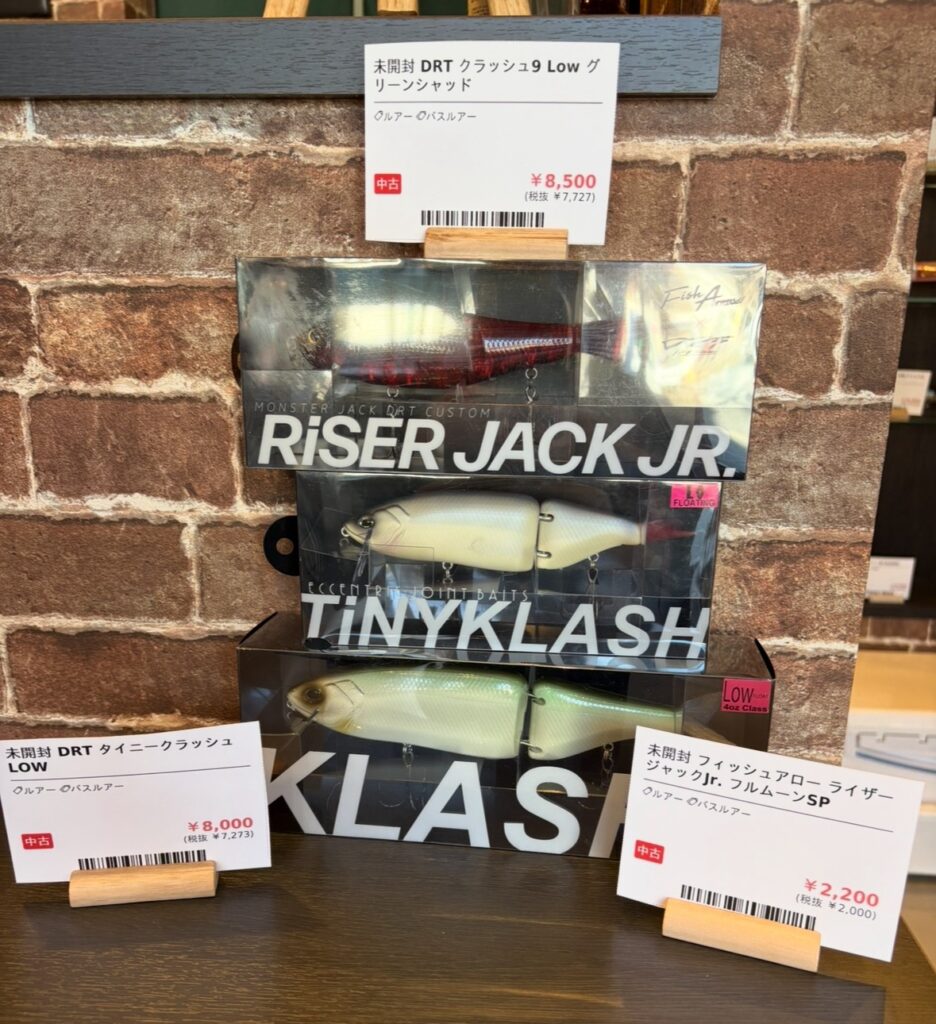 未開封 DRT クラッシュ9 Low グ
リーンシャッド
ルアー バスルアー
中古
￥8,500
(税抜 ￥7,727)
Fish Arrow
MONSTER JACK DRT CUSTOM
RiSER JACK JR.
FLOATING
ECCENTRIC JOINT BAITS
TiNYKLASH
LOW FLOAT
4oz Class
KLAS
未開封 DRT タイニークラッシュ
LOW
ルアー バスルアー
中古
￥8,000
(税抜 ￥7,273)
未開封 フィッシュアロー ライザー
ジャックJr. フルムーンSP
ルアー バスルアー
中古
￥2,200
(税抜 ￥2,000)